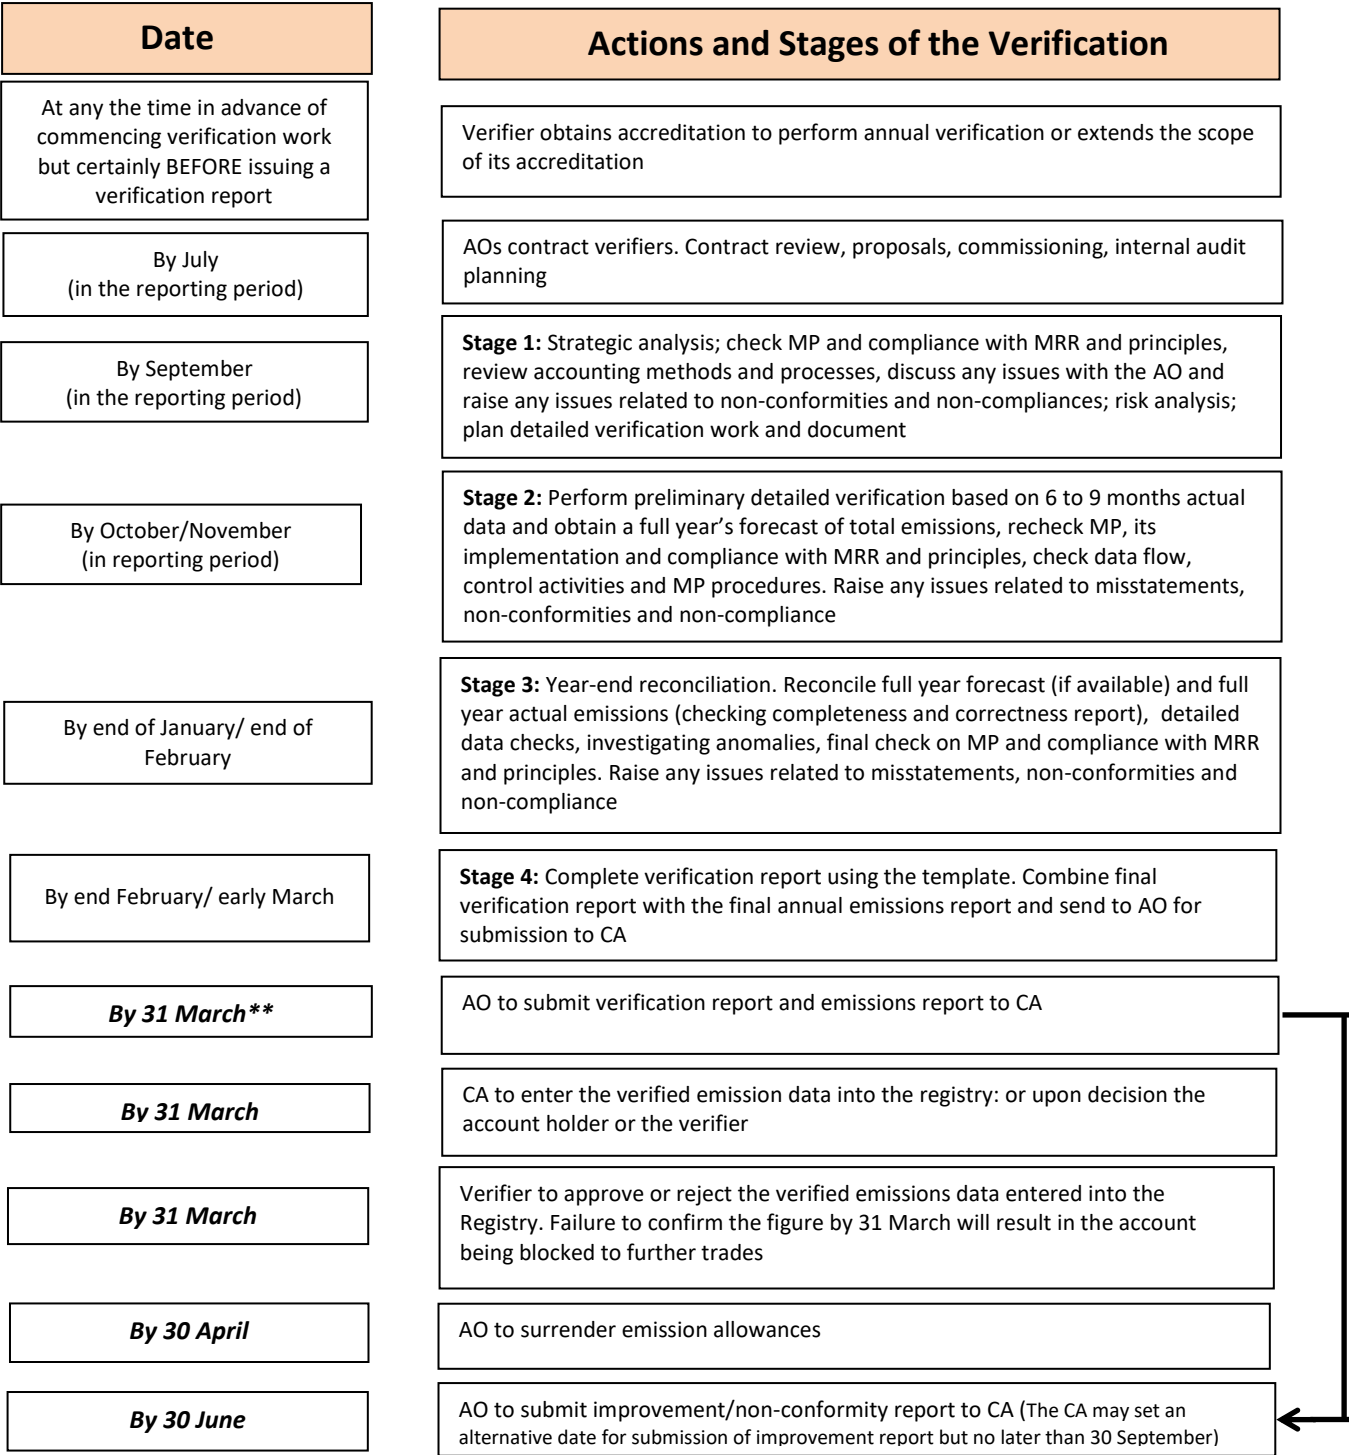 Date
Actions and Stages of the Verification
At any the time in advance of
commencing verification work
but certainly BEFORE issuing a
verification report
Verifier obtains accreditation to perform annual verification or extends the scope
of its accreditation
By July
(in the reporting period)
AOs contract verifiers. Contract review, proposals, commissioning, internal audit
planning
By September
(in the reporting period)
Stage 1: Strategic analysis; check MP and compliance with MRR and principles,
review accounting methods and processes, discuss any issues with the AO and
raise any issues related to non-conformities and non-compliances; risk analysis;
plan detailed verification work and document
By October/November
(in reporting period)
Stage 2: Perform preliminary detailed verification based on 6 to 9 months actual
data and obtain a full year’s forecast of total emissions, recheck MP, its
implementation and compliance with MRR and principles, check data flow,
control activities and MP procedures. Raise any issues related to misstatements,
non-conformities and non-compliance
By end of January/ end of
February
Stage 3: Year-end reconciliation. Reconcile full year forecast (if available) and full
year actual emissions (checking completeness and correctness report),  detailed
data checks, investigating anomalies, final check on MP and compliance with MRR
and principles. Raise any issues related to misstatements, non-conformities and
non-compliance
By end February/ early March
Stage 4: Complete verification report using the template. Combine final
verification report with the final annual emissions report and send to AO for
submission to CA
By 31 March**
AO to submit verification report and emissions report to CA
By 31 March
CA to enter the verified emission data into the registry: or upon decision the
account holder or the verifier
By 31 March
Verifier to approve or reject the verified emissions data entered into the
Registry. Failure to confirm the figure by 31 March will result in the account
being blocked to further trades
By 30 April
AO to surrender emission allowances
By 30 June
AO to submit improvement/non-conformity report to CA (The CA may set an
alternative date for submission of improvement report but no later than 30 September)